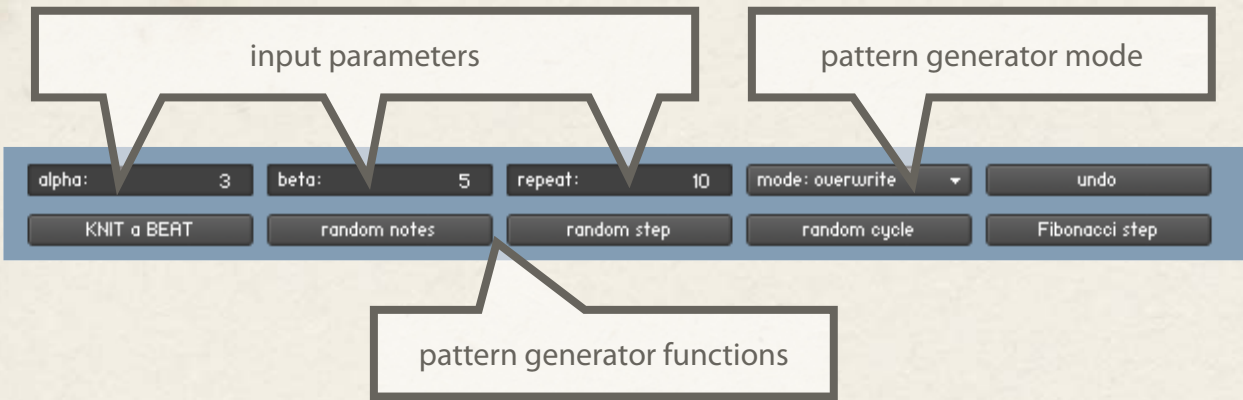 input parameters
pattern generator mode
alpha: 3
beta: 5
repeat: 10
mode: overwrite
undo
KNIT a BEAT
random notes
random step
random cycle
Fibonacci step
pattern generator functions